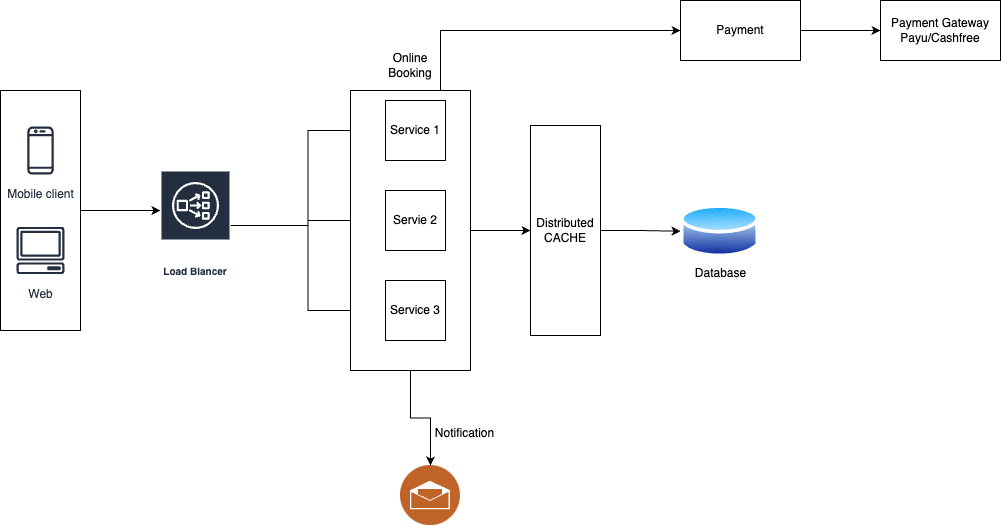 Payment
Payment Gateway
Payu/Cashfree
Online
Booking
Service 1
Mobile client
Servie 2
Distributed
CACHE
Load Blancer
Database
Web
Service 3
Notification